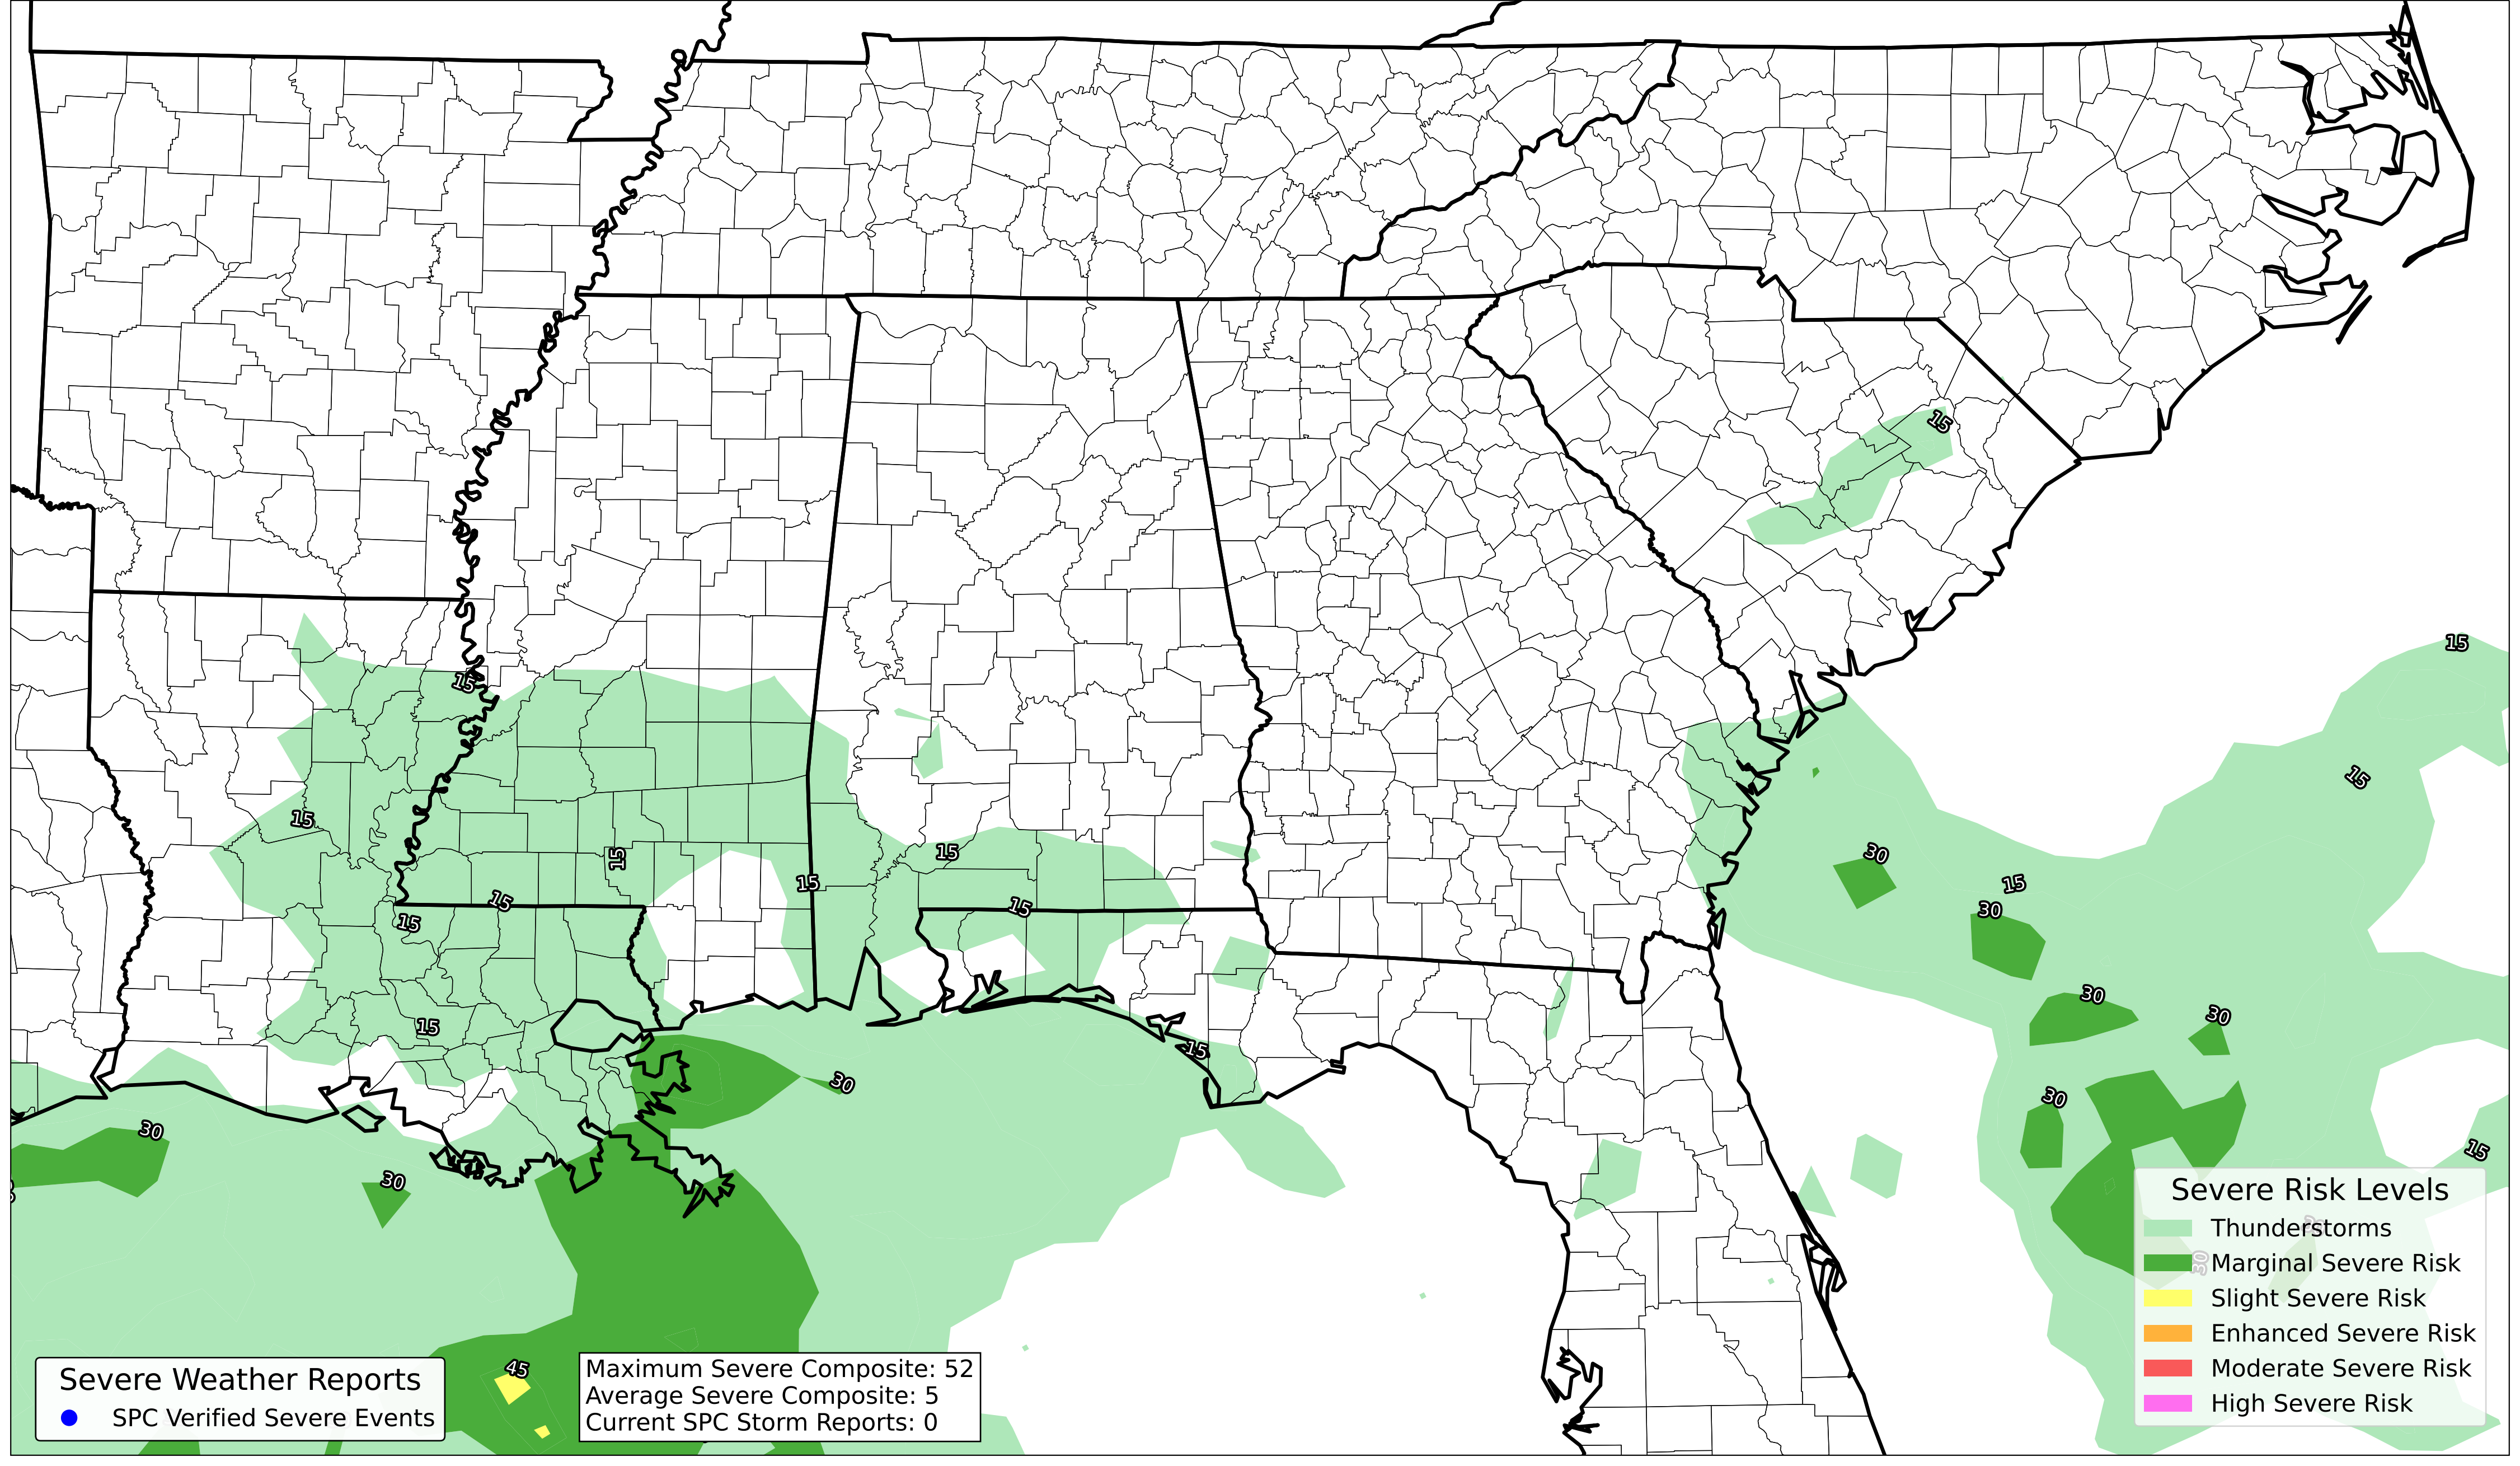 15
15
15
15
15
15
15
15
30
15
15
15
15
30
15
30
15
30
30
15
30
30
30
15
30
45
Severe Risk Levels
Thunderstorms
Marginal Severe Risk
Slight Severe Risk
Enhanced Severe Risk
Moderate Severe Risk
High Severe Risk
Severe Weather Reports
SPC Verified Severe Events
Maximum Severe Composite: 52
Average Severe Composite: 5
Current SPC Storm Reports: 0